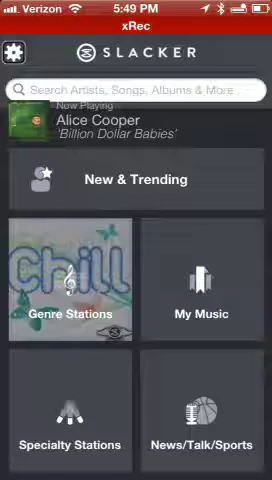 Verizon 5:49 PM
xRec
SLACKER
Search Artists, Songs, Albums & More
Now Playing
Alice Cooper
'Billion Dollar Babies'
New & Trending
Chill
Genre Stations
My Music
Specialty Stations
News/Talk/Sports